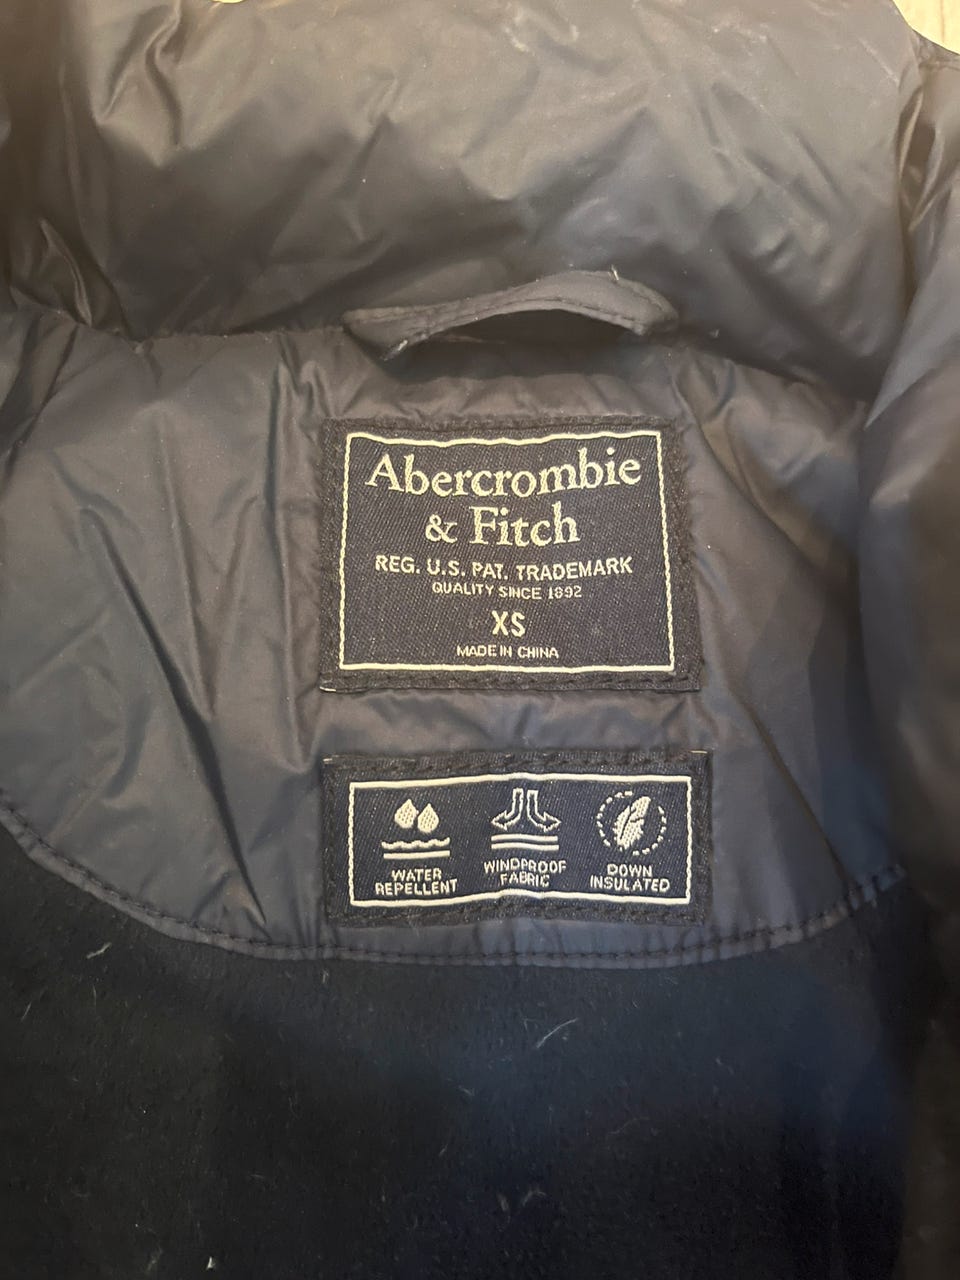 Abercrombie
& Fitch
REG. U.S. PAT. TRADEMARK
QUALITY SINCE 1892
XS
MADE IN CHINA
WATER
REPELLENT
WINDPROOF
FABRIC
DOWN
INSULATED